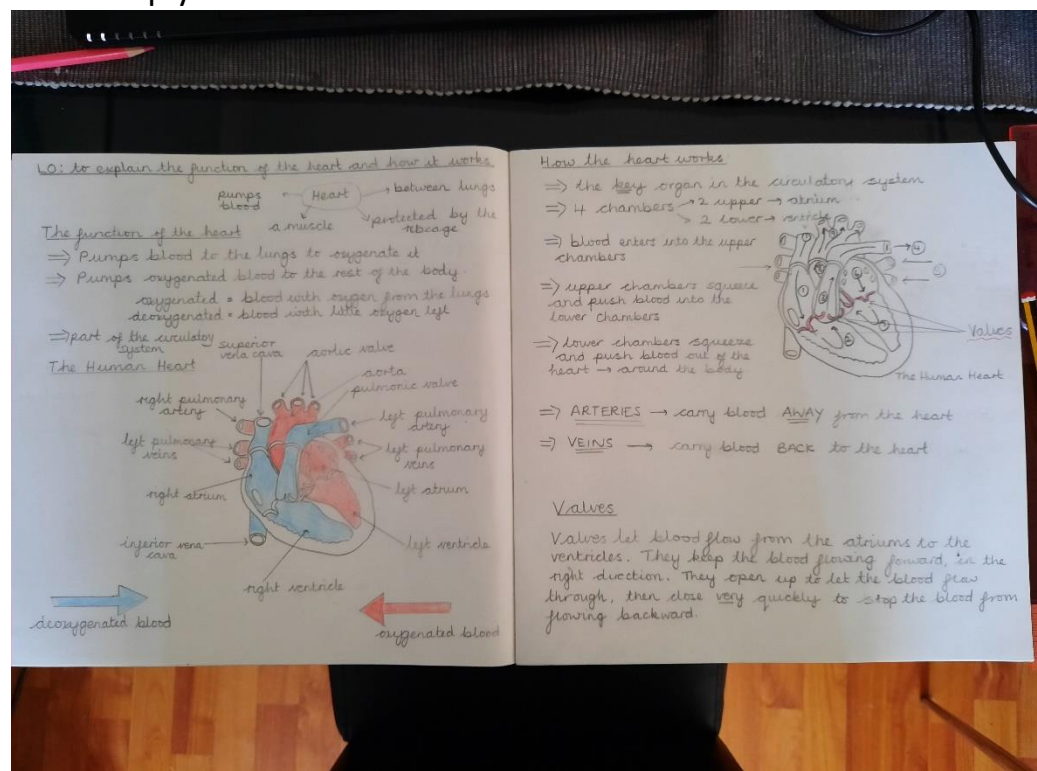 LO: to explain the function of the heart and how it works
pumps blood
Heart
between lungs
a muscle
protected by the ribcage
The function of the heart
=> Pumps blood to the lungs to oxygenate it
=> Pumps oxygenated blood to the rest of the body.
oxygenated = blood with oxygen from the lungs
deoxygenated = blood with little oxygen left
=> part of the circulatory system
The Human Heart
superior vena cava
aortic valve
aorta
pulmonic valve
right pulmonary artery
left pulmonary artery
left pulmonary veins
left pulmonary veins
right atrium
left atrium
inferior vena cava
left ventricle
right ventricle
deoxygenated blood
oxygenated blood
How the heart works
=> the key organ in the circulatory system
=> 4 chambers → 2 upper → atrium
2 lower →
=> blood enters into the upper
chambers
=> upper chambers squeeze
and push blood into the
lower chambers
=> lower chambers squeeze
and push blood out of the
heart → around the body
Valves
The Human Heart
=> ARTERIES → carry blood AWAY from the heart
=> VEINS → carry blood BACK to the heart
Valves
Valves let blood flow from the atriums to the
ventricles. They keep the blood flowing forward, in the
right direction. They open up to let the blood flow
through, then close very quickly to stop the blood from
flowing backward.